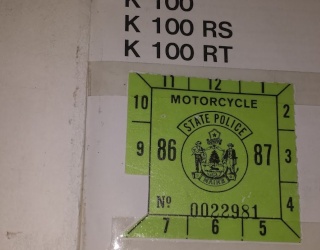 K 100
K 100 RS
K 100 RT
11 12 1
MOTORCYCLE
10 2
STATE POLICE
9 86 87 3
MAINE
4
Nº 0022981
7 6 5